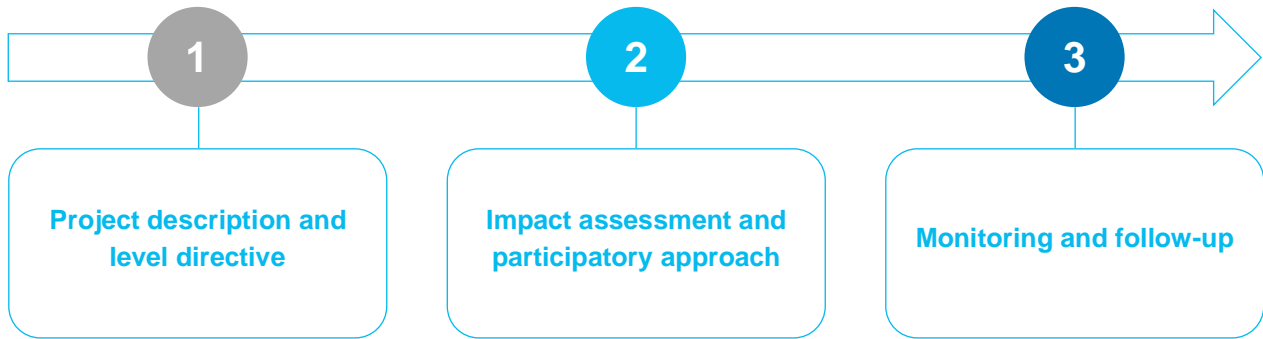 1
2
3
Project description and
level directive
Impact assessment and
participatory approach
Monitoring and follow-up